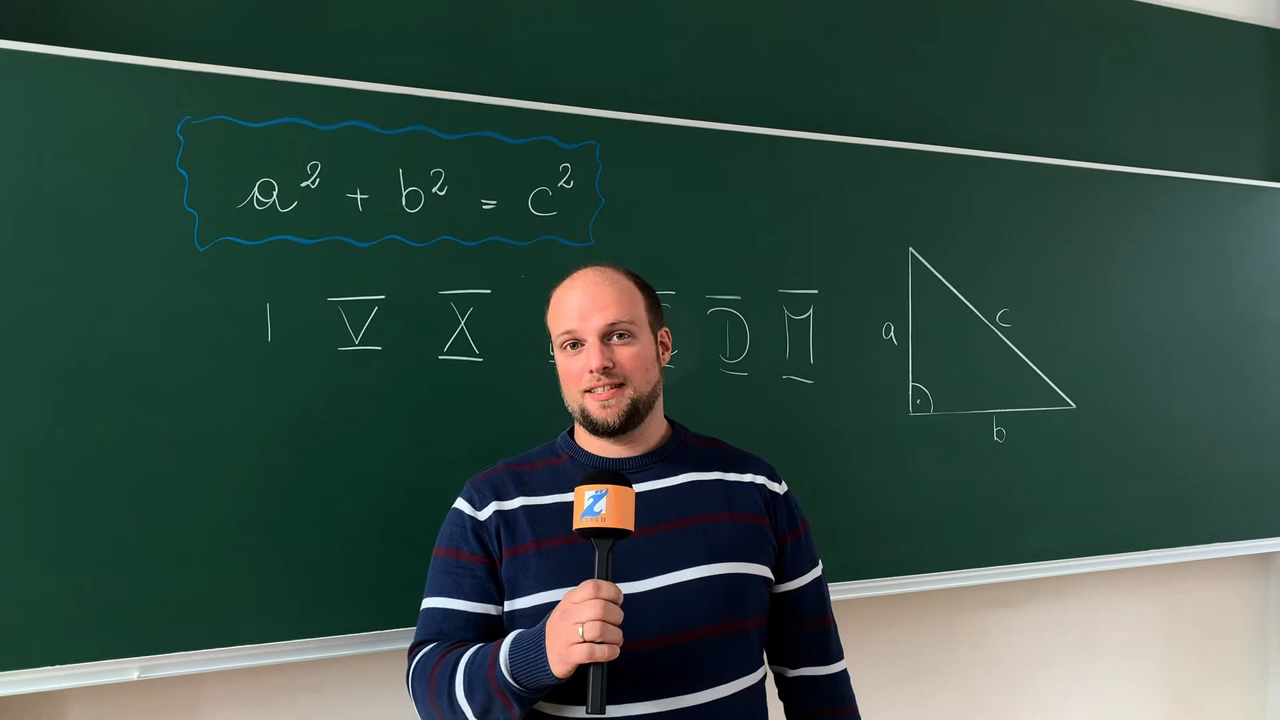 a² + b² = c²
I V X D M
a c
b